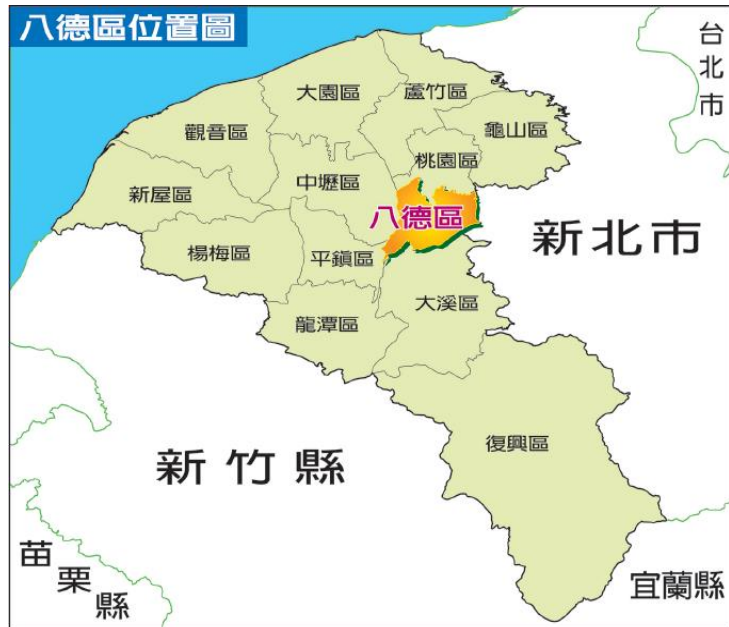 八德區位置圖
台北市
大園區
蘆竹區
龜山區
觀音區
桃園區
中壢區
新屋區
八德區
新北市
楊梅區
平鎮區
大溪區
龍潭區
復興區
新竹縣
苗栗縣
宜蘭縣